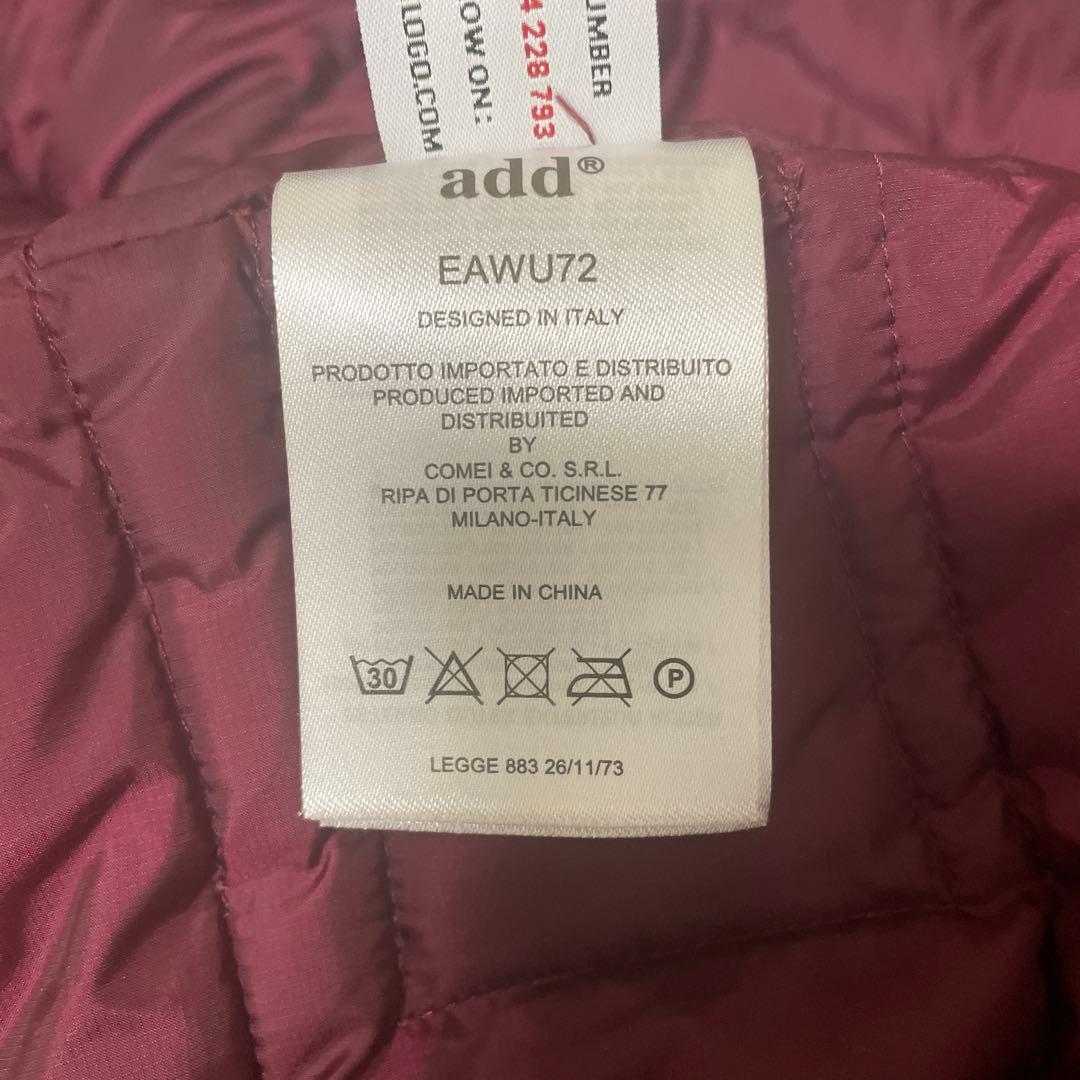 UMBER
4 228 793
OW ON:
LOGO.COM
add®
EAWU72
DESIGNED IN ITALY
PRODOTTO IMPORTATO E DISTRIBUITO
PRODUCED IMPORTED AND
DISTRIBUITED
BY
COMEI & CO. S.R.L.
RIPA DI PORTA TICINESE 77
MILANO-ITALY
MADE IN CHINA
30 P
LEGGE 883 26/11/73